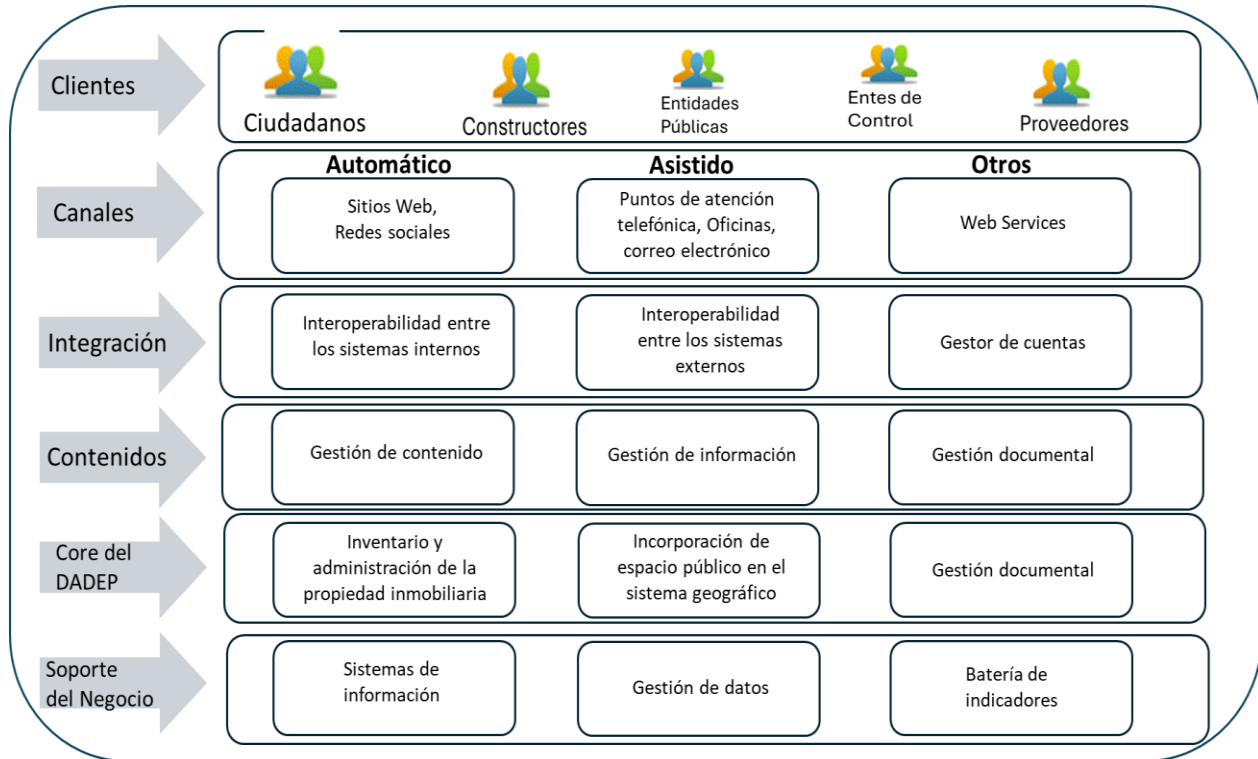 Clientes
Ciudadanos
Constructores
Entidades
Públicas
Entes de
Control
Proveedores
Canales
Automático
Asistido
Otros
Sitios Web,
Redes sociales
Puntos de atención
telefónica, Oficinas,
correo electrónico
Web Services
Integración
Interoperabilidad entre
los sistemas internos
Interoperabilidad
entre los sistemas
externos
Gestor de cuentas
Contenidos
Gestión de contenido
Gestión de información
Gestión documental
Core del
DADEP
Inventario y
administración de la
propiedad inmobiliaria
Incorporación de
espacio público en el
sistema geográfico
Gestión documental
Soporte
del Negocio
Sistemas de
información
Gestión de datos
Batería de
indicadores